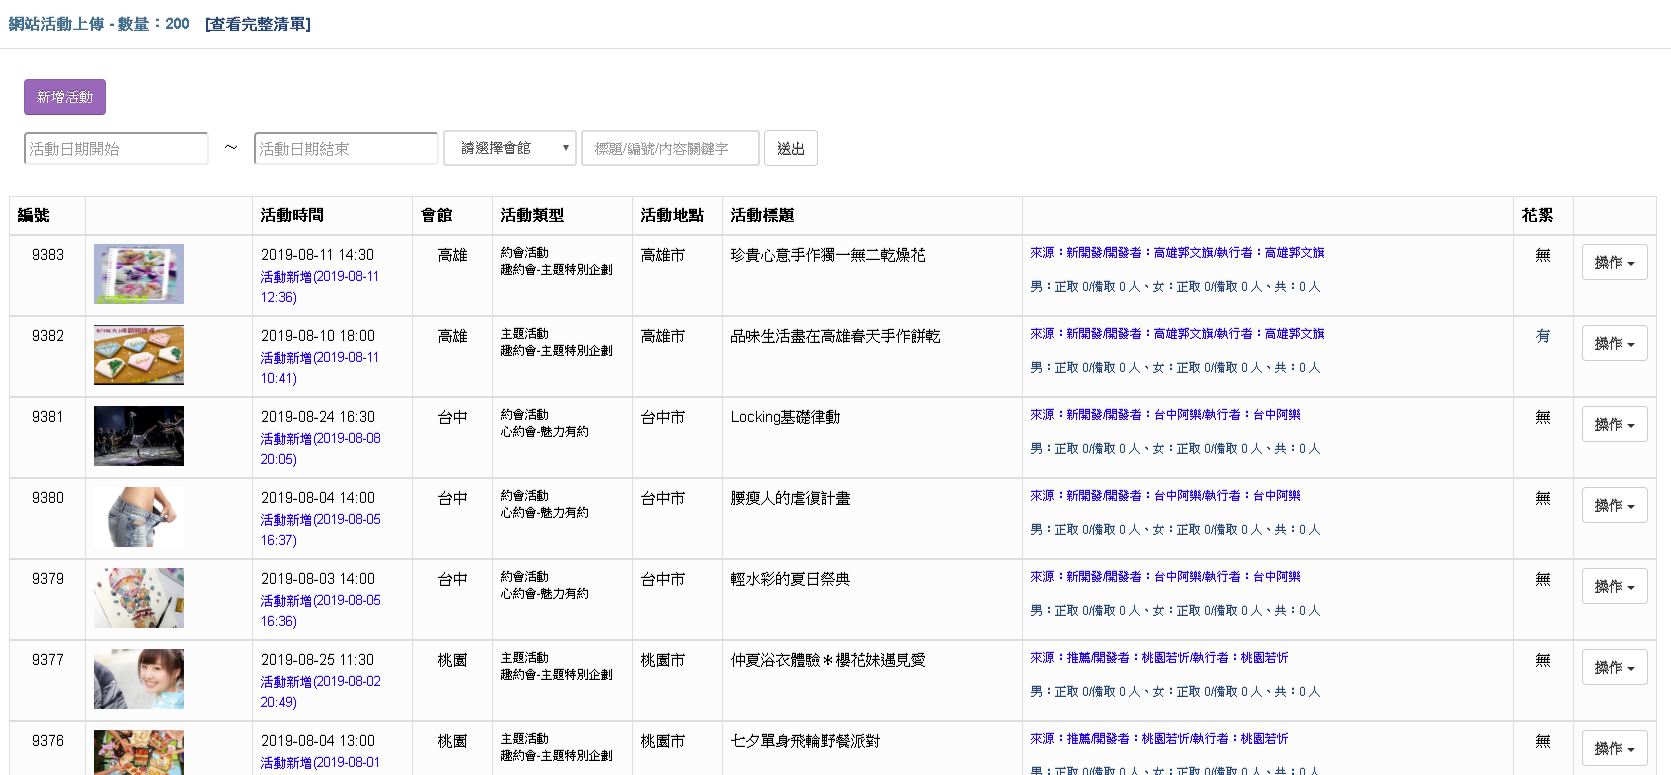 網站活動上傳 - 數量：200 [查看完整清單]
新增活動
活動日期開始 ～ 活動日期結束 請選擇會館 標題/編號/內容關鍵字 送出
編號 活動時間 會館 活動類型 活動地點 活動標題 花絮
9383 2019-08-11 14:30 高雄 約會活動 高雄市 珍貴心意手作獨一無二乾燥花 來源：新開發/開發者：高雄郭文旗/執行者：高雄郭文旗 無 操作
活動新增(2019-08-11 趣約會-主題特別企劃 男：正取 0/備取 0 人、女：正取 0/備取 0 人、共：0 人
12:36)
9382 2019-08-10 18:00 高雄 主題活動 高雄市 品味生活盡在高雄春天手作餅乾 來源：新開發/開發者：高雄郭文旗/執行者：高雄郭文旗 有 操作
活動新增(2019-08-11 趣約會-主題特別企劃 男：正取 0/備取 0 人、女：正取 0/備取 0 人、共：0 人
10:41)
9381 2019-08-24 16:30 台中 約會活動 台中市 Locking基礎律動 來源：新開發/開發者：台中阿樂/執行者：台中阿樂 無 操作
活動新增(2019-08-08 心約會-魅力有約 男：正取 0/備取 0 人、女：正取 0/備取 0 人、共：0 人
20:05)
9380 2019-08-04 14:00 台中 約會活動 台中市 腰瘦人的虐復計畫 來源：新開發/開發者：台中阿樂/執行者：台中阿樂 無 操作
活動新增(2019-08-05 心約會-魅力有約 男：正取 0/備取 0 人、女：正取 0/備取 0 人、共：0 人
16:37)
9379 2019-08-03 14:00 台中 約會活動 台中市 輕水彩的夏日祭典 來源：新開發/開發者：台中阿樂/執行者：台中阿樂 無 操作
活動新增(2019-08-05 心約會-魅力有約 男：正取 0/備取 0 人、女：正取 0/備取 0 人、共：0 人
16:36)
9377 2019-08-25 11:30 桃園 主題活動 桃園市 仲夏浴衣體驗＊櫻花妹遇見愛 來源：推薦/開發者：桃園若忻/執行者：桃園若忻 無 操作
活動新增(2019-08-02 趣約會-主題特別企劃 男：正取 0/備取 0 人、女：正取 0/備取 0 人、共：0 人
20:49)
9376 2019-08-04 13:00 桃園 主題活動 桃園市 七夕單身飛輪野餐派對 來源：推薦/開發者：桃園若忻/執行者：桃園若忻 無 操作
活動新增(2019-08-01 趣約會-主題特別企劃 男：正取 0/備取 0 人、女：正取 0/備取 0 人、共：0 人